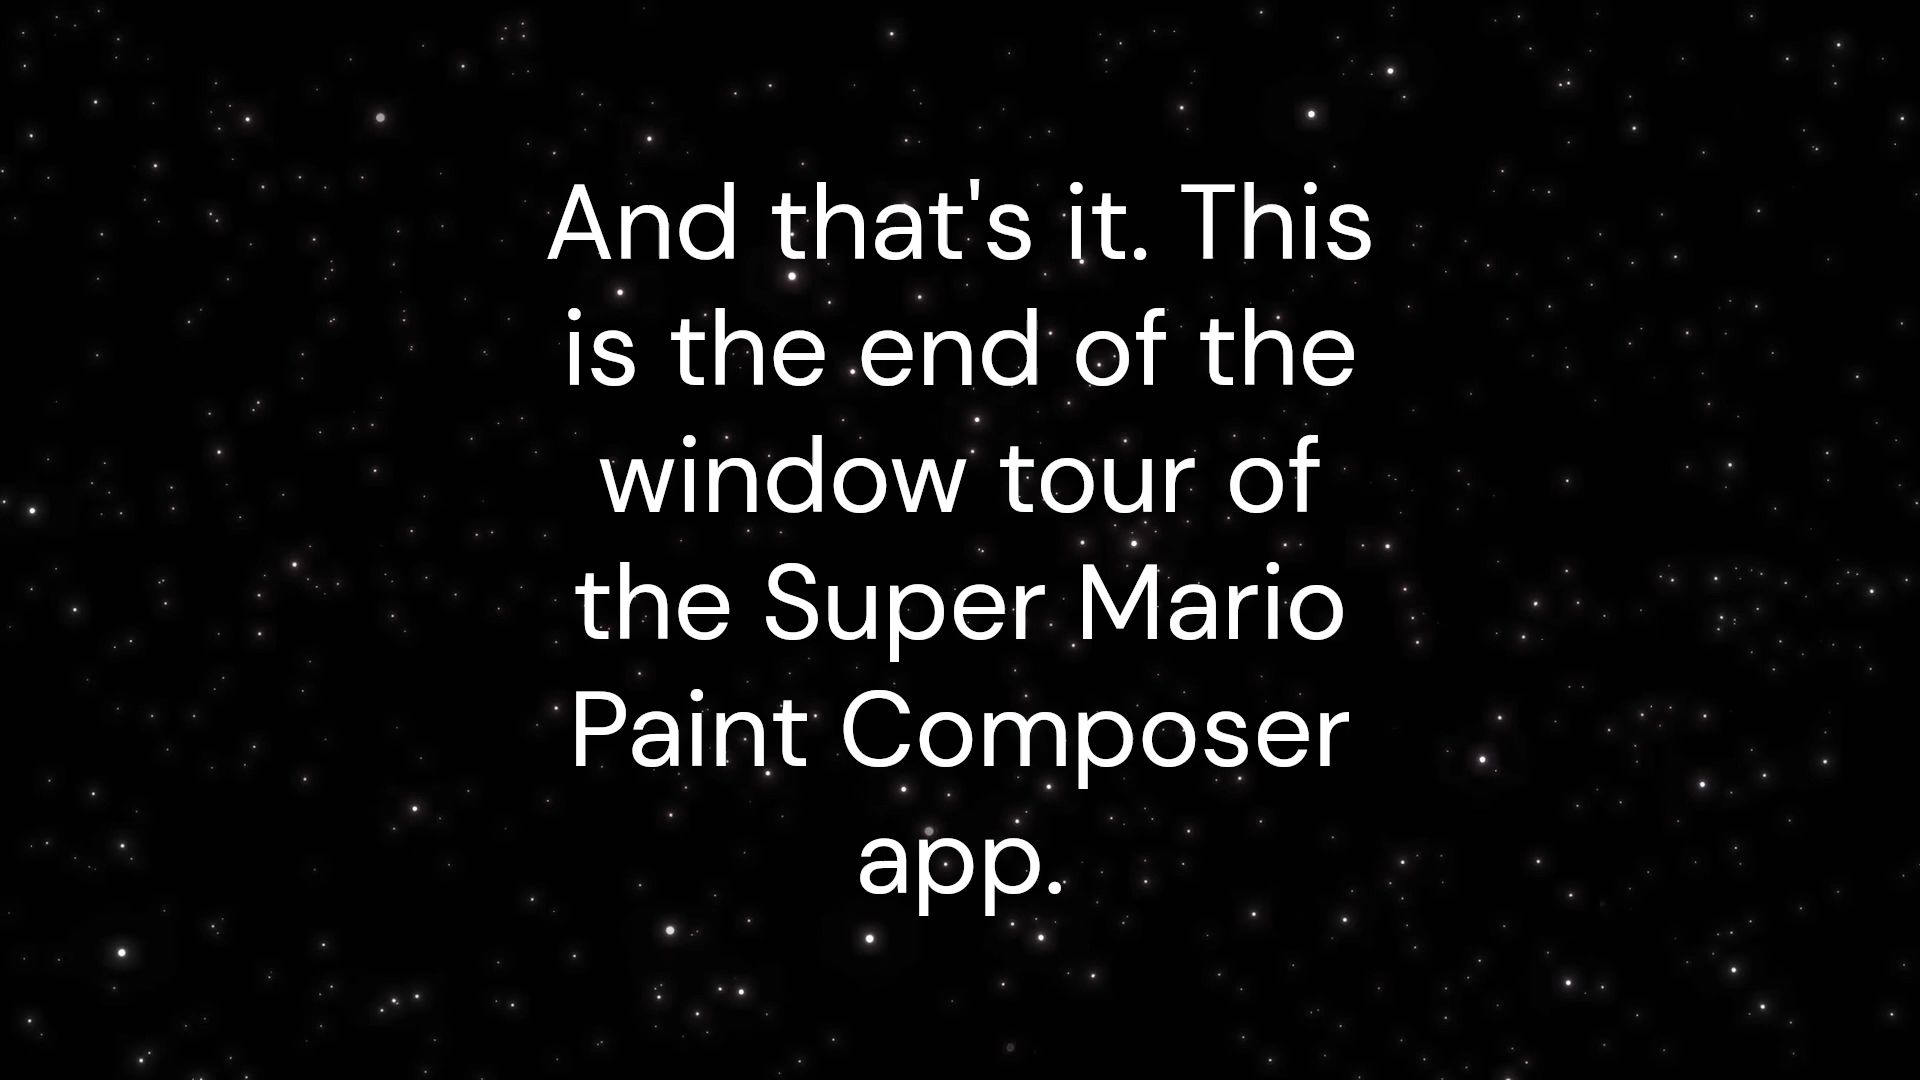 And that's it. This
is the end of the
window tour of
the Super Mario
Paint Composer
app.